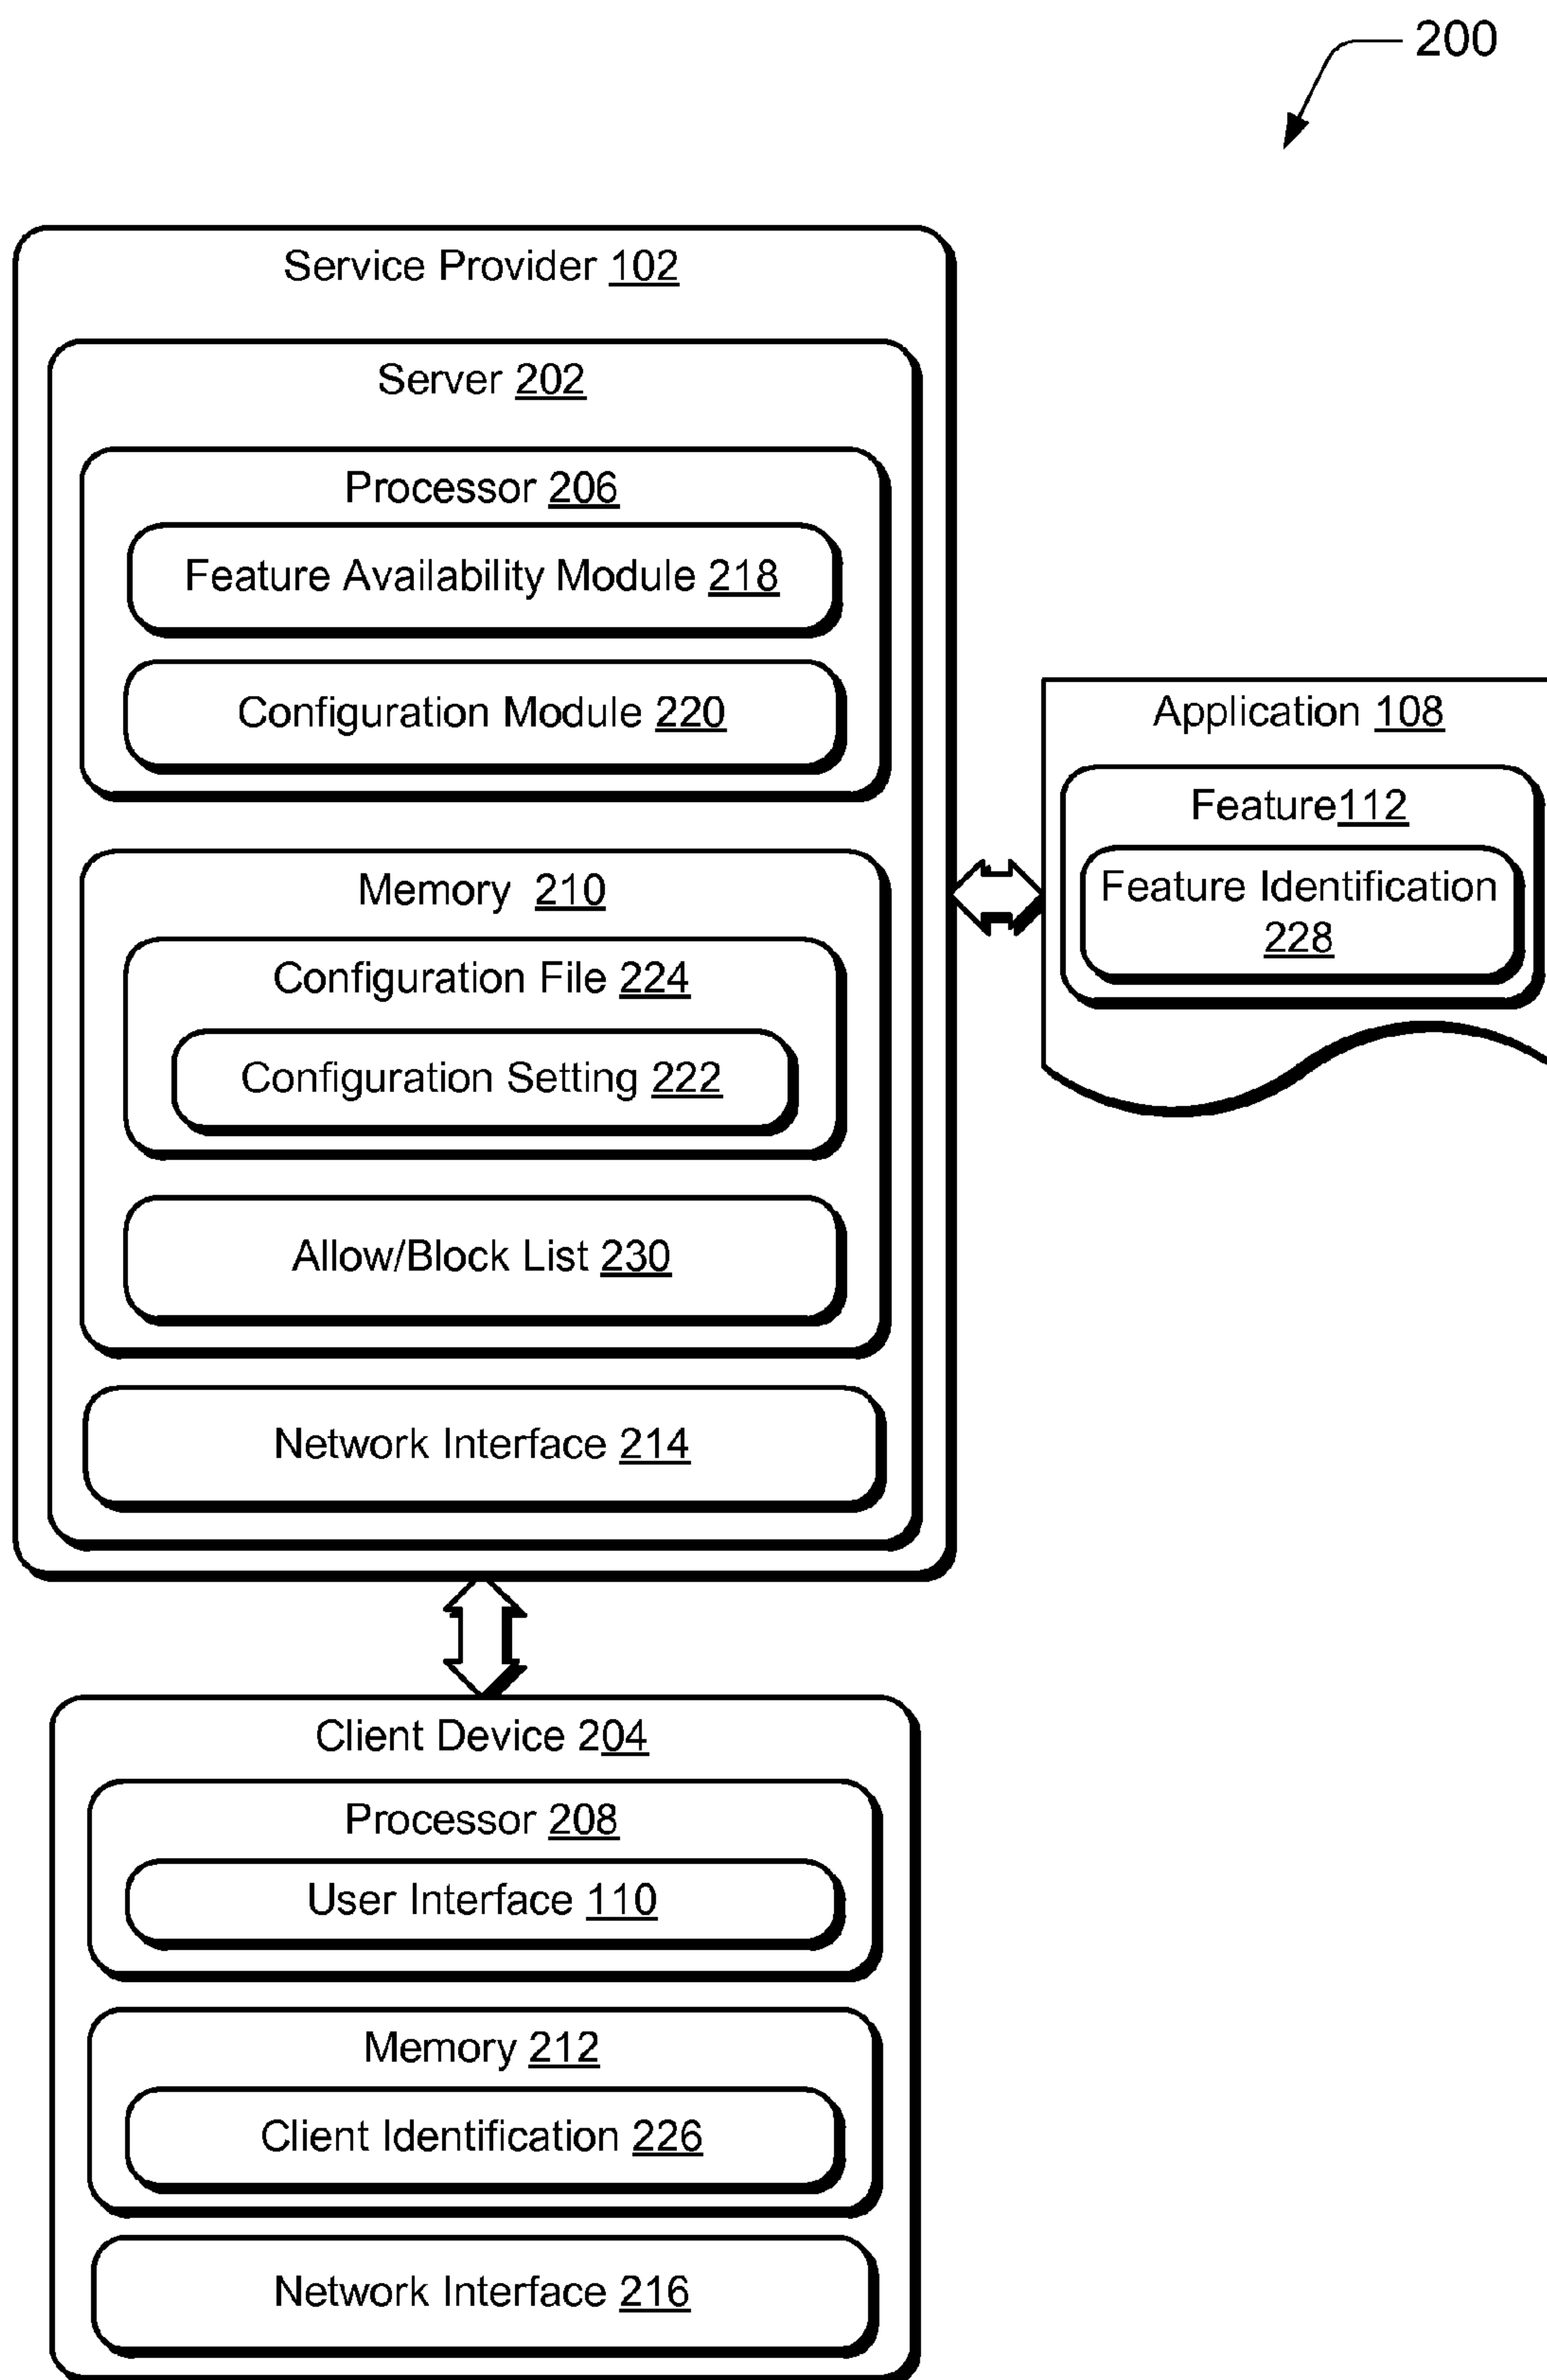 200
Service Provider 102
Server 202
Processor 206
Feature Availability Module 218
Configuration Module 220
Memory 210
Configuration File 224
Configuration Setting 222
Allow/Block List 230
Network Interface 214
Application 108
Feature112
Feature Identification
228
Client Device 204
Processor 208
User Interface 110
Memory 212
Client Identification 226
Network Interface 216